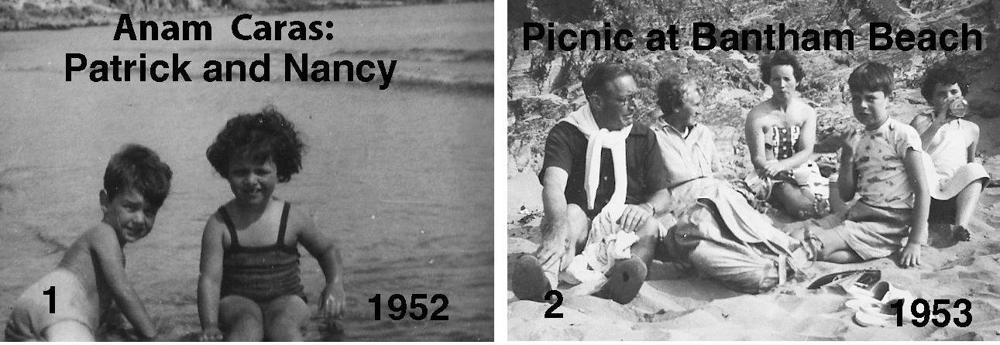 Anam Caras:
Patrick and Nancy
1
1952
Picnic at Bantham Beach
2
1953